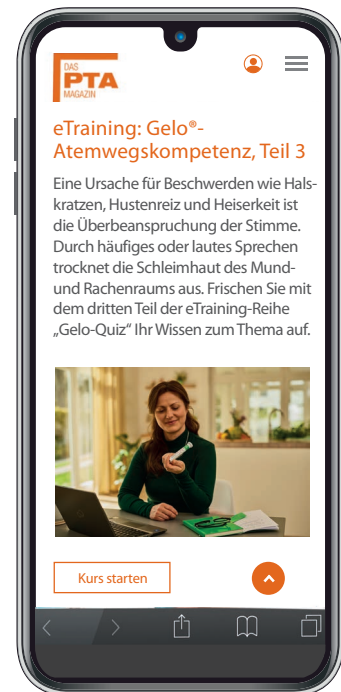 DAS
PTA
MAGAZIN
eTraining: Gelo®-
Atemwegskompetenz, Teil 3
Eine Ursache für Beschwerden wie Hals-
kratzen, Hustenreiz und Heiserkeit ist
die Überbeanspruchung der Stimme.
Durch häufiges oder lautes Sprechen
trocknet die Schleimhaut des Mund-
und Rachenraums aus. Frischen Sie mit
dem dritten Teil der eTraining-Reihe
„Gelo-Quiz“ Ihr Wissen zum Thema auf.
Kurs starten